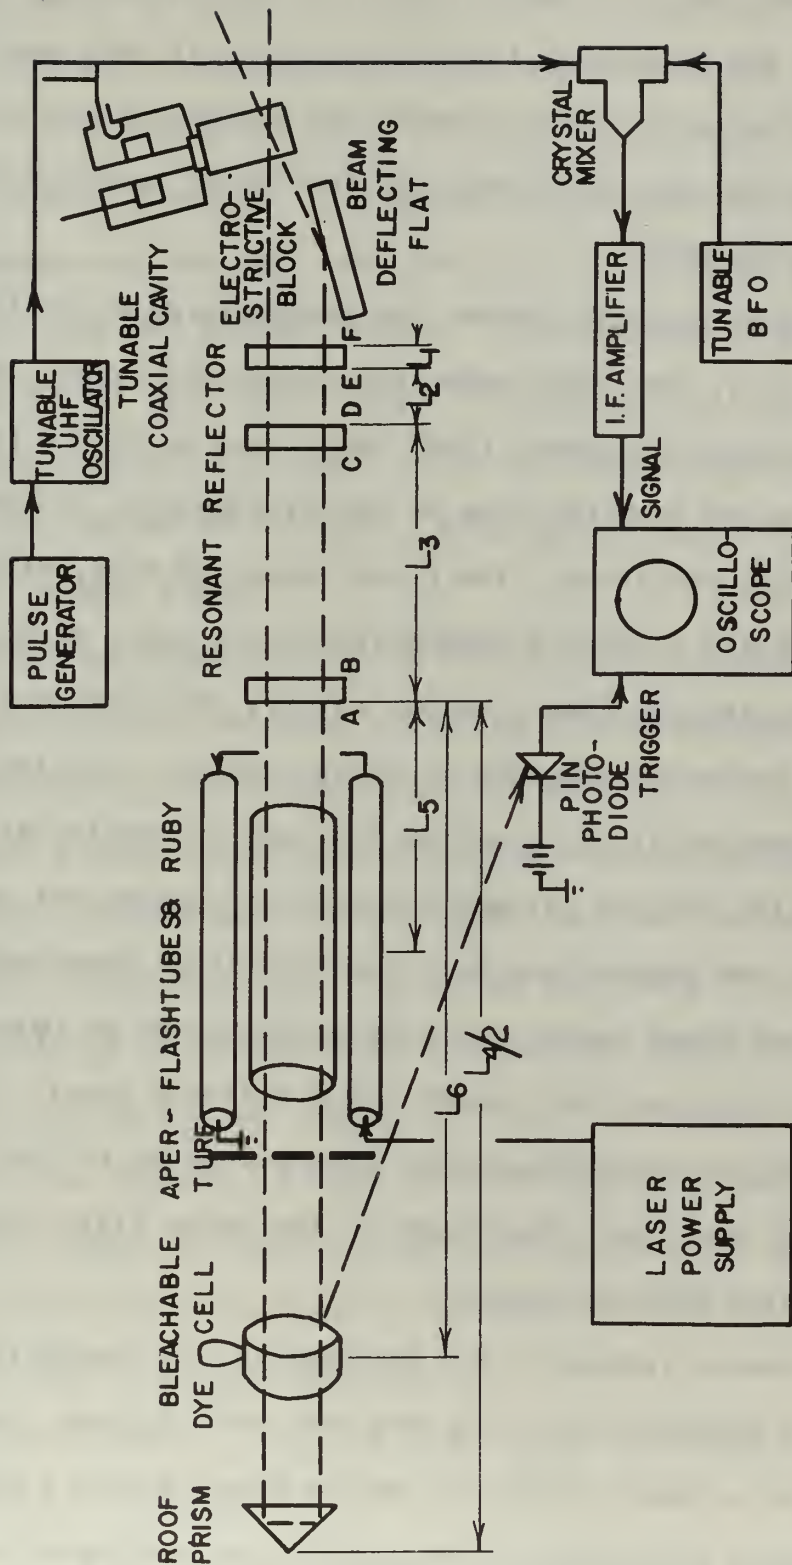 PULSE
GENERATOR
TUNABLE
UHF
OSCILLATOR
TUNABLE
COAXIAL CAVITY
ELECTRO-
STRICTIVE
BLOCK
BEAM
DEFLECTING
FLAT
RESONANT REFLECTOR
A B
C D E F
L1
L2
L3
L5
L6
L4/2
ROOF
PRISM
BLEACHABLE
DYE CELL
APER-
TURE
FLASHTUBES & RUBY
LASER
POWER
SUPPLY
PIN
PHOTO-
DIODE
TRIGGER
OSCILLO-
SCOPE
SIGNAL
I.F. AMPLIFIER
CRYSTAL
MIXER
TUNABLE
BFO